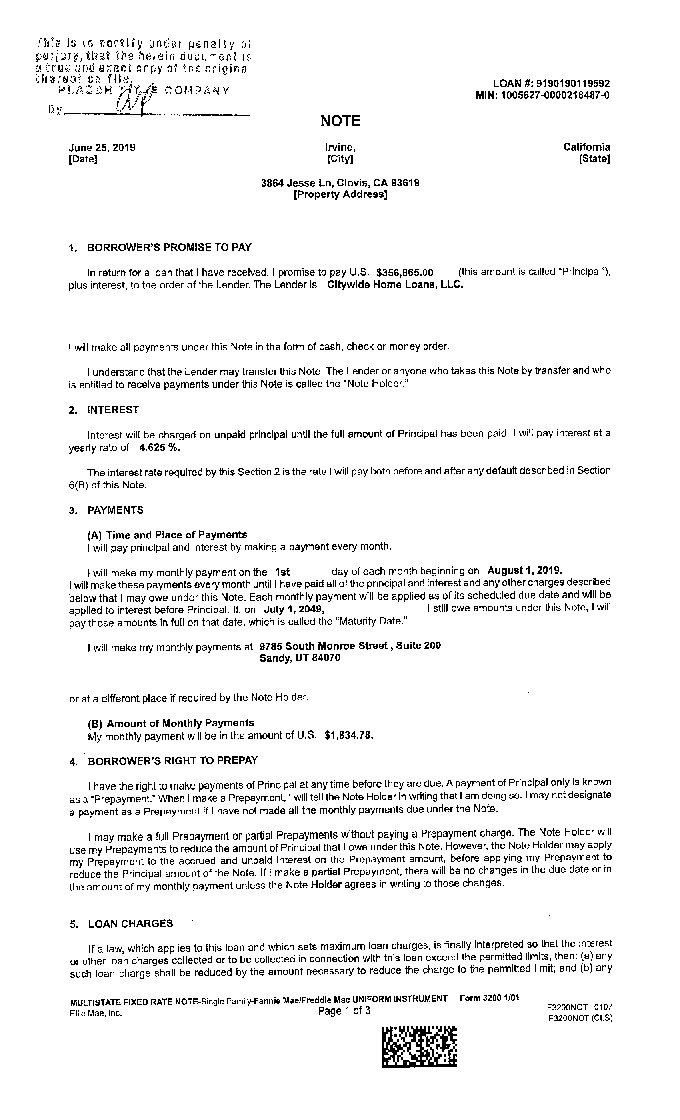 This is to certify under penalty of
perjury, that the herein document is
a true and exact copy of the original
thereof on file.
PLACER TITLE COMPANY
By
LOAN #: 9190190119592
MIN: 1005627-0000218487-0
NOTE
June 25, 2019 Irvine, California
[Date] [City] [State]
3864 Jesse Ln, Clovis, CA 93619
[Property Address]
1. BORROWER'S PROMISE TO PAY
In return for a loan that I have received, I promise to pay U.S. $356,865.00 (this amount is called "Principal"),
plus interest, to the order of the Lender. The Lender is Citywide Home Loans, LLC.
I will make all payments under this Note in the form of cash, check or money order.
I understand that the Lender may transfer this Note. The Lender or anyone who takes this Note by transfer and who
is entitled to receive payments under this Note is called the "Note Holder."
2. INTEREST
Interest will be charged on unpaid principal until the full amount of Principal has been paid. I will pay interest at a
yearly rate of 4.625 %.
The interest rate required by this Section 2 is the rate I will pay both before and after any default described in Section
6(B) of this Note.
3. PAYMENTS
(A) Time and Place of Payments
I will pay principal and interest by making a payment every month.
I will make my monthly payment on the 1st day of each month beginning on August 1, 2019.
I will make these payments every month until I have paid all of the principal and interest and any other charges described
below that I may owe under this Note. Each monthly payment will be applied as of its scheduled due date and will be
applied to interest before Principal. If, on July 1, 2049, I still owe amounts under this Note, I will
pay those amounts in full on that date, which is called the "Maturity Date."
I will make my monthly payments at 9785 South Monroe Street , Suite 200
Sandy, UT 84070
or at a different place if required by the Note Holder.
(B) Amount of Monthly Payments
My monthly payment will be in the amount of U.S. $1,834.78.
4. BORROWER'S RIGHT TO PREPAY
I have the right to make payments of Principal at any time before they are due. A payment of Principal only is known
as a "Prepayment." When I make a Prepayment, I will tell the Note Holder in writing that I am doing so. I may not designate
a payment as a Prepayment if I have not made all the monthly payments due under the Note.
I may make a full Prepayment or partial Prepayments without paying a Prepayment charge. The Note Holder will
use my Prepayments to reduce the amount of Principal that I owe under this Note. However, the Note Holder may apply
my Prepayment to the accrued and unpaid Interest on the Prepayment amount, before applying my Prepayment to
reduce the Principal amount of the Note. If I make a partial Prepayment, there will be no changes in the due date or in
the amount of my monthly payment unless the Note Holder agrees in writing to those changes.
5. LOAN CHARGES
If a law, which applies to this loan and which sets maximum loan charges, is finally interpreted so that the interest
or other loan charges collected or to be collected in connection with this loan exceed the permitted limits, then: (a) any
such loan charge shall be reduced by the amount necessary to reduce the charge to the permitted limit; and (b) any
MULTISTATE FIXED RATE NOTE-Single Family-Fannie Mae/Freddie Mac UNIFORM INSTRUMENT Form 3200 1/01
Ellie Mae, Inc. Page 1 of 3 F3200NOT 0107
F3200NOT (CLS)